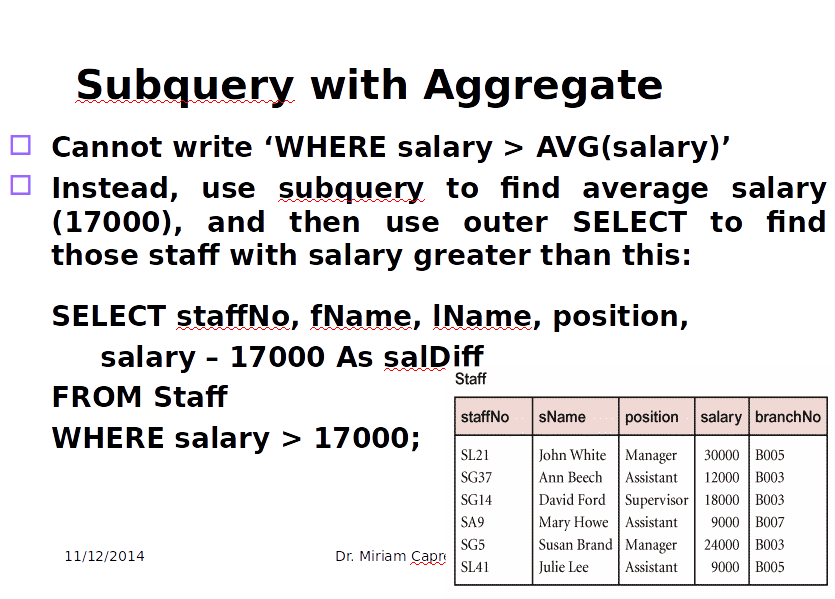 Subquery with Aggregate
Cannot write ‘WHERE salary > AVG(salary)’
Instead, use subquery to find average salary
(17000), and then use outer SELECT to find
those staff with salary greater than this:
SELECT staffNo, fName, lName, position,
salary – 17000 As salDiff
FROM Staff
WHERE salary > 17000;
Staff
staffNo sName position salary branchNo
SL21 John White Manager 30000 B005
SG37 Ann Beech Assistant 12000 B003
SG14 David Ford Supervisor 18000 B003
SA9 Mary Howe Assistant 9000 B007
SG5 Susan Brand Manager 24000 B003
SL41 Julie Lee Assistant 9000 B005
11/12/2014 Dr. Miriam Capre